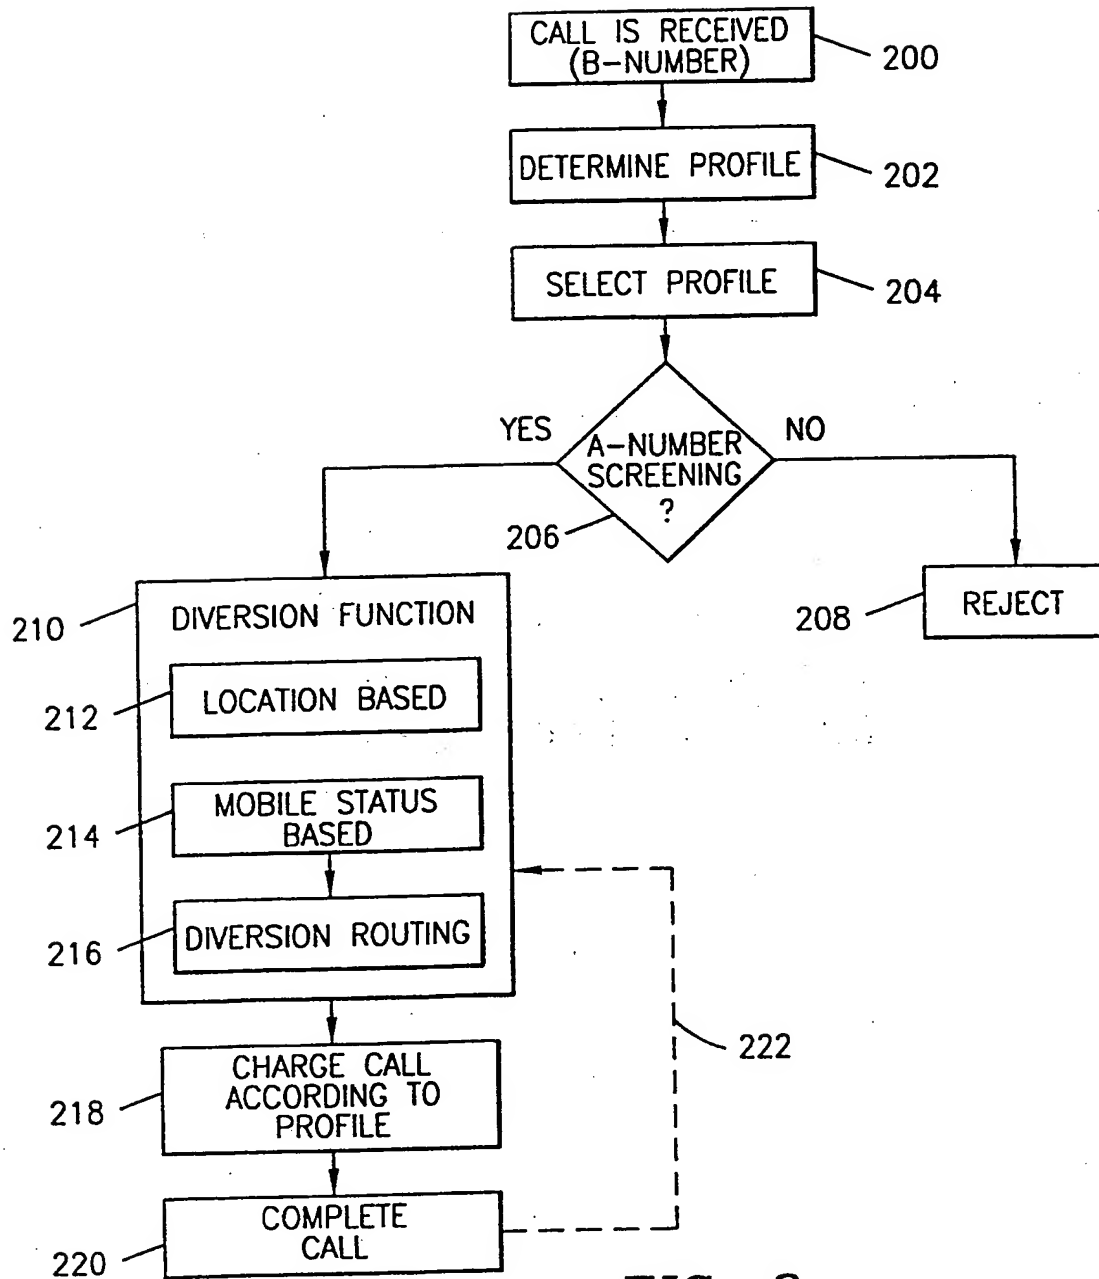 CALL IS RECEIVED
(B-NUMBER)
200
DETERMINE PROFILE
202
SELECT PROFILE
204
YES
A-NUMBER
SCREENING
?
NO
206
REJECT
208
210
DIVERSION FUNCTION
LOCATION BASED
212
MOBILE STATUS
BASED
214
DIVERSION ROUTING
216
222
CHARGE CALL
ACCORDING TO
PROFILE
218
COMPLETE
CALL
220